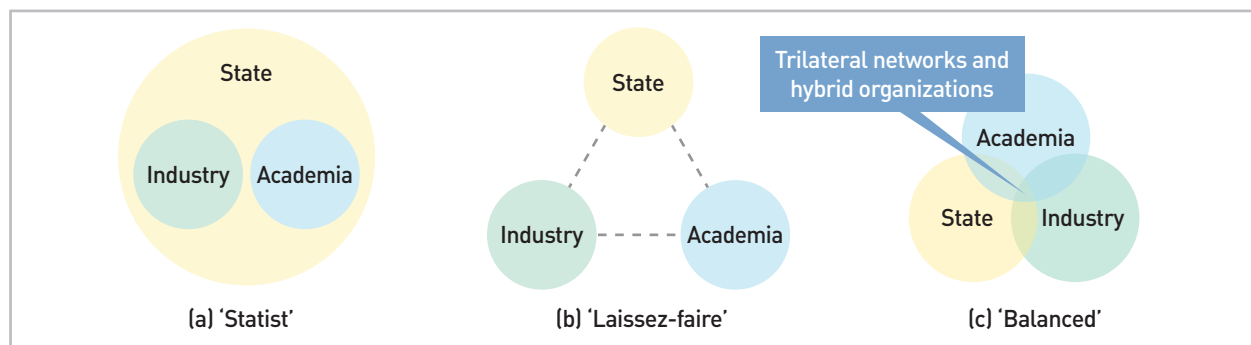 State
Industry
Academia
(a) ‘Statist’
State
Industry
Academia
(b) ‘Laissez-faire’
Trilateral networks and
hybrid organizations
Academia
State
Industry
(c) ‘Balanced’